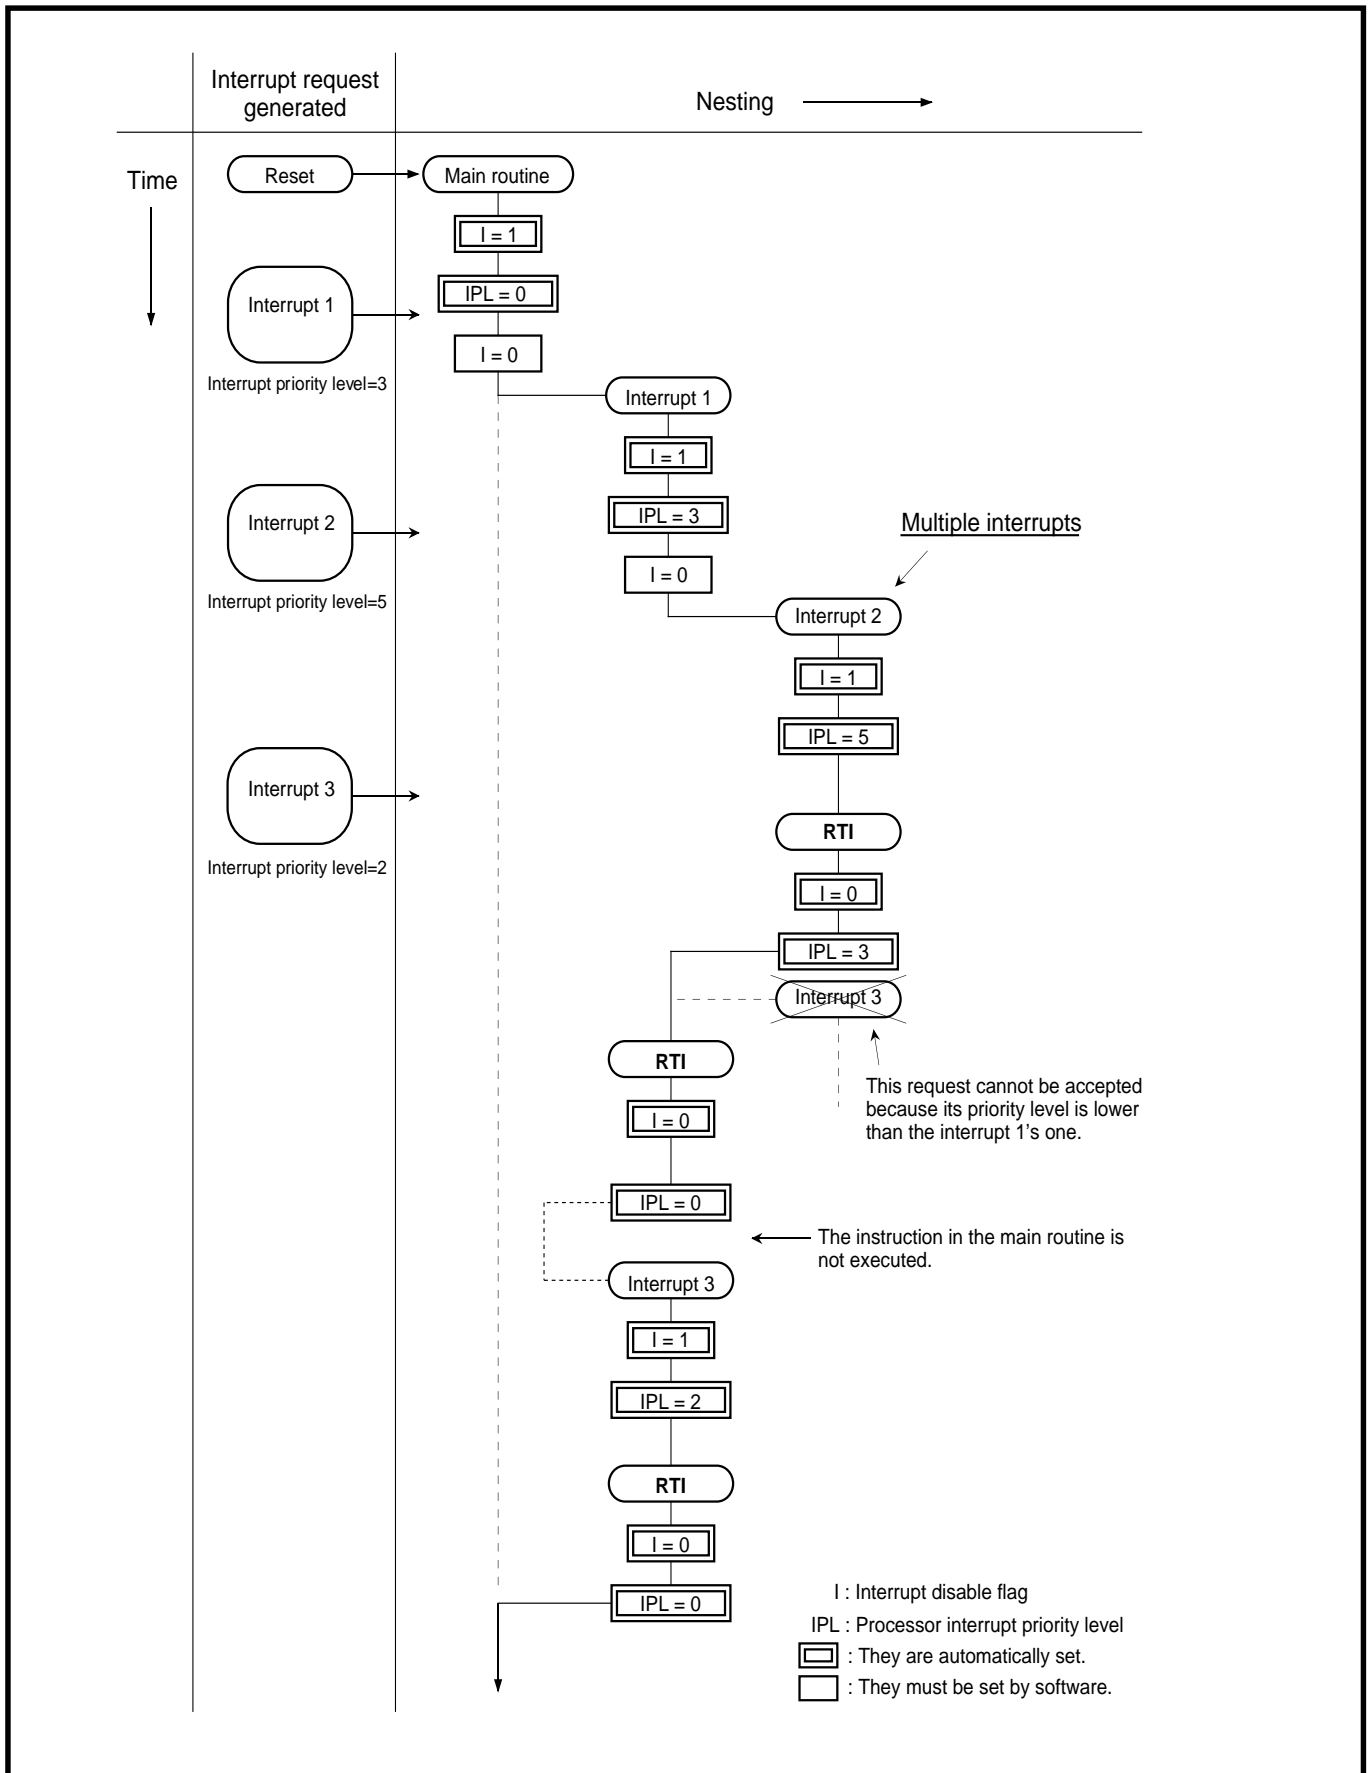 Interrupt request
generated
Nesting
Time
Reset
Main routine
I = 1
IPL = 0
Interrupt 1
I = 0
Interrupt priority level=3
Interrupt 1
I = 1
IPL = 3
Interrupt 2
Multiple interrupts
I = 0
Interrupt priority level=5
Interrupt 2
I = 1
IPL = 5
Interrupt 3
RTI
Interrupt priority level=2
I = 0
IPL = 3
Interrupt 3
RTI
This request cannot be accepted
because its priority level is lower
than the interrupt 1’s one.
I = 0
IPL = 0
The instruction in the main routine is
not executed.
Interrupt 3
I = 1
IPL = 2
RTI
I = 0
IPL = 0
I : Interrupt disable flag
IPL : Processor interrupt priority level
: They are automatically set.
: They must be set by software.